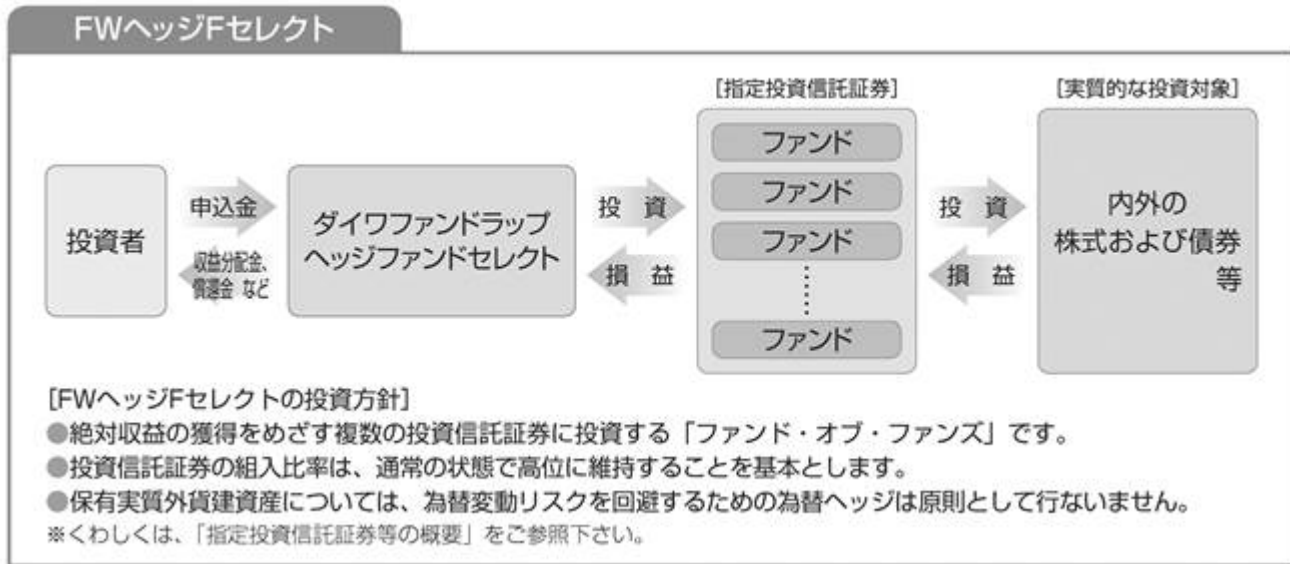 FWヘッジFセレクト
[指定投資信託証券]
[実質的な投資対象]
投資者
申込金
収益分配金、
償還金 など
ダイワファンドラップ
ヘッジファンドセレクト
投 資
損 益
ファンド
ファンド
ファンド
ファンド
投 資
損 益
内外の
株式および債券
等
[FWヘッジFセレクトの投資方針]
●絶対収益の獲得をめざす複数の投資信託証券に投資する「ファンド・オブ・ファンズ」です。
●投資信託証券の組入比率は、通常の状態で高位に維持することを基本とします。
●保有実質外貨建資産については、為替変動リスクを回避するための為替ヘッジは原則として行ないません。
※くわしくは、「指定投資信託証券等の概要」をご参照下さい。